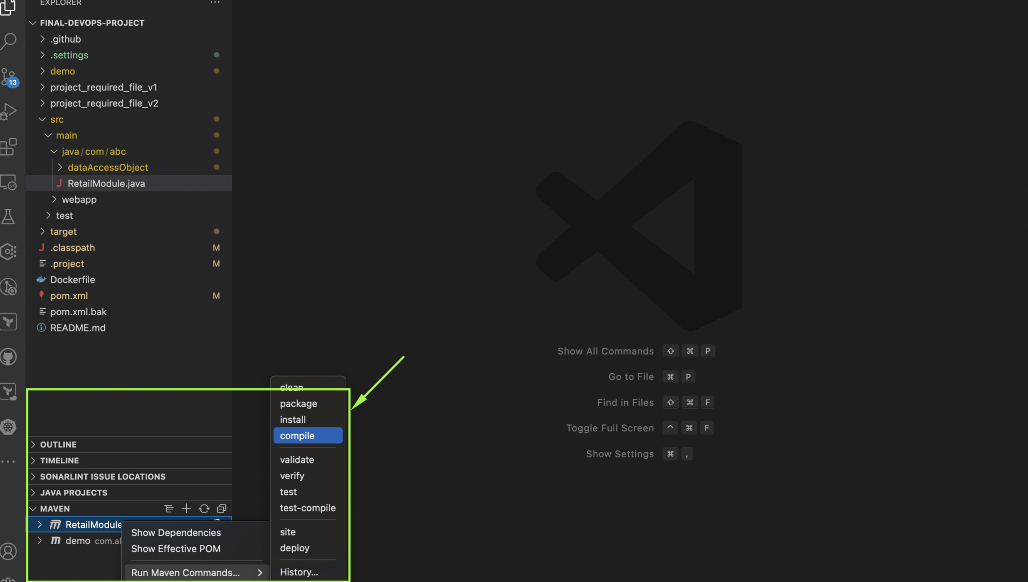 EXPLORER
FINAL-DEVOPS-PROJECT
.github
.settings
demo
project_required_file_v1
project_required_file_v2
src
main
java/com/abc
dataAccessObject
J RetailModule.java
webapp
test
target
J .classpath M
.project M
Dockerfile
pom.xml M
pom.xml.bak
README.md
13
OUTLINE
TIMELINE
SONARLINT ISSUE LOCATIONS
JAVA PROJECTS
MAVEN
RetailModule
demo com.a
Show Dependencies
Show Effective POM
Run Maven Commands...
clean
package
install
compile
validate
verify
test
test-compile
site
deploy
History...
Show All Commands ⇧ ⌘ P
Go to File ⌘ P
Find in Files ⇧ ⌘ F
Toggle Full Screen ^ ⌘ F
Show Settings ⌘ ,